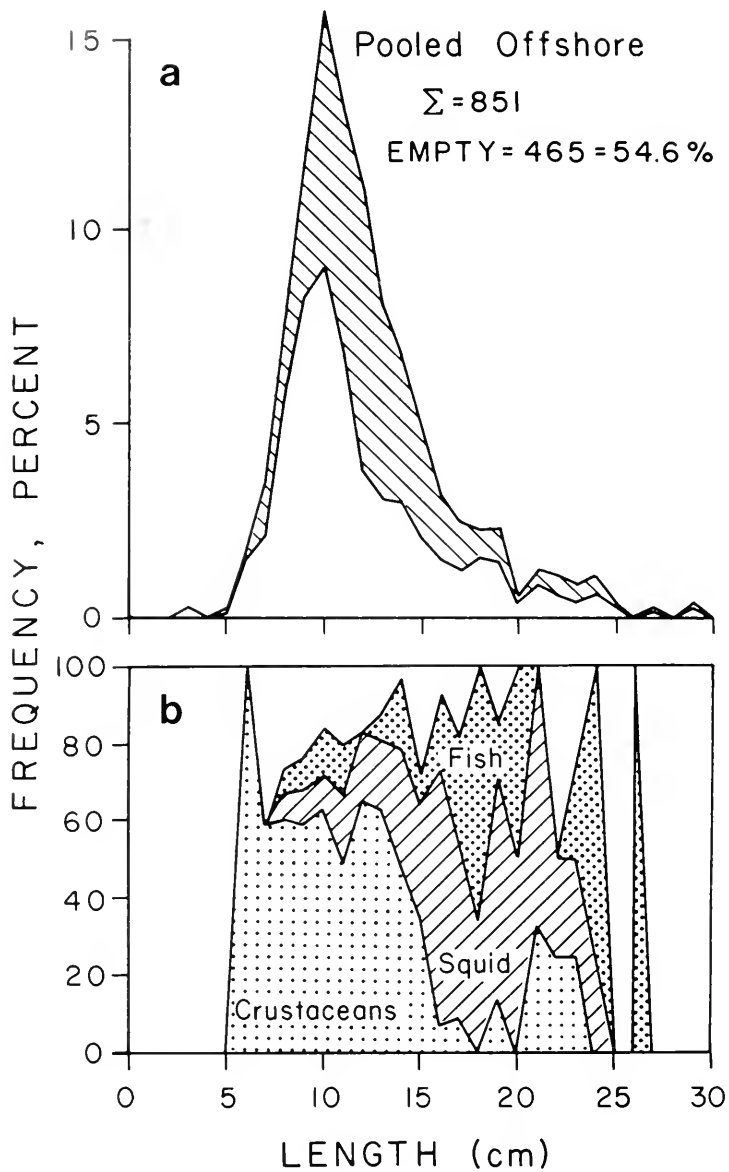 a
Pooled Offshore
Σ=851
EMPTY=465=54.6%
15
10
5
0
FREQUENCY, PERCENT
b
100
80
60
40
20
0
Fish
Squid
Crustaceans
0 5 10 15 20 25 30
LENGTH (cm)